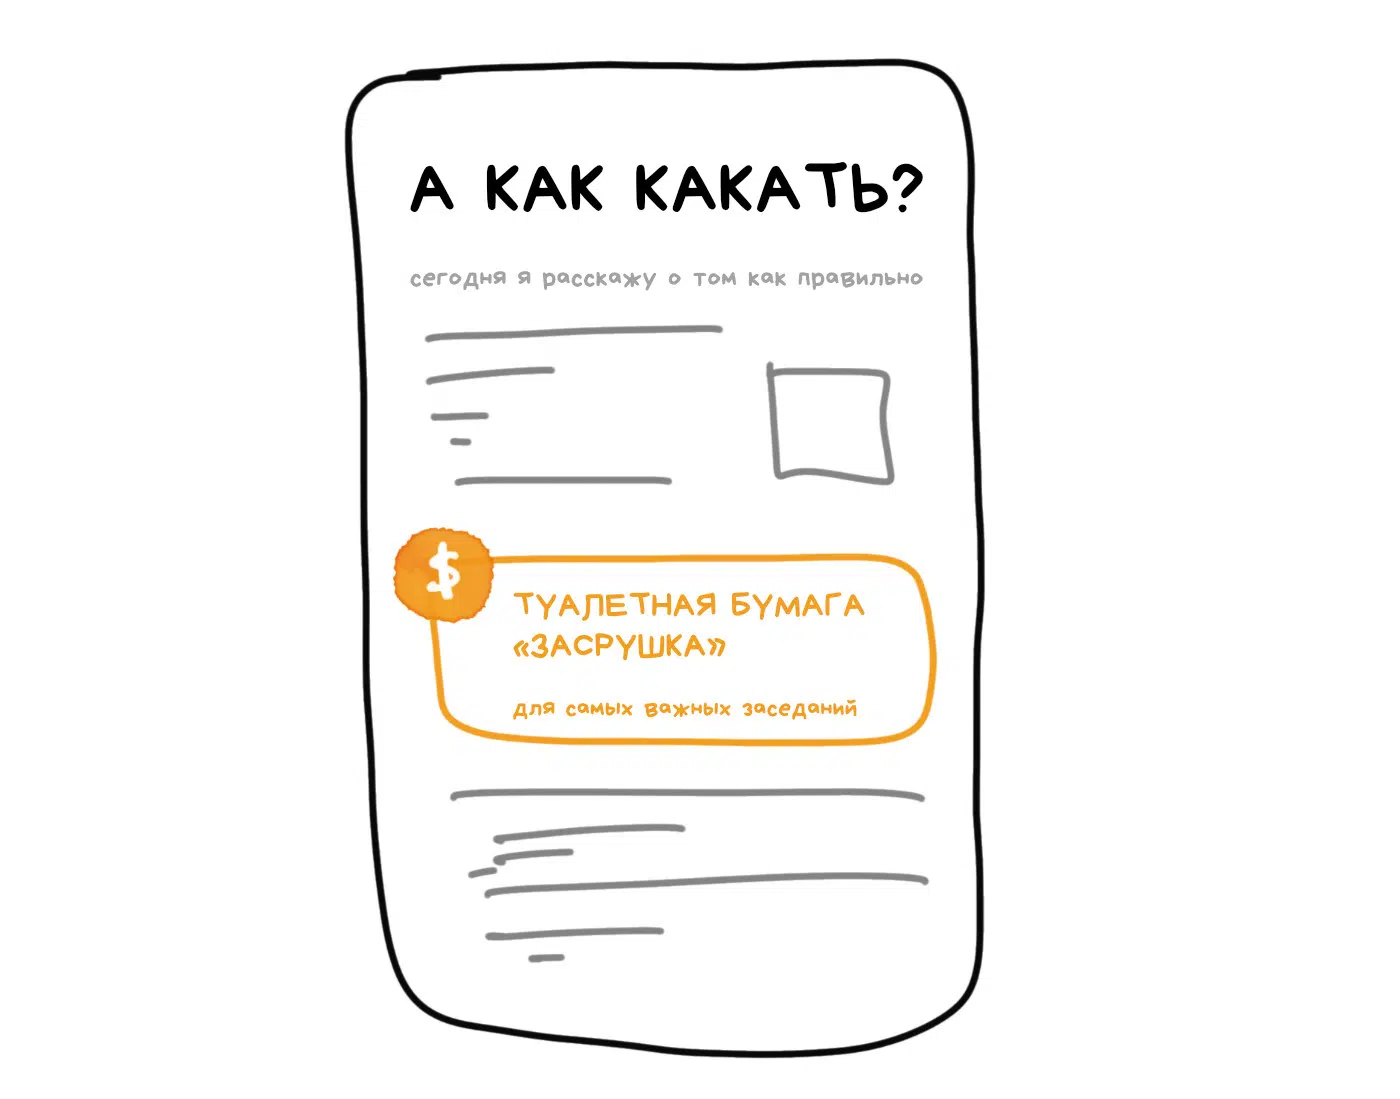 А КАК КАКАТЬ?
сегодня я расскажу о том как правильно
$
ТУАЛЕТНАЯ БУМАГА
«ЗАСРУШКА»
для самых важных заседаний